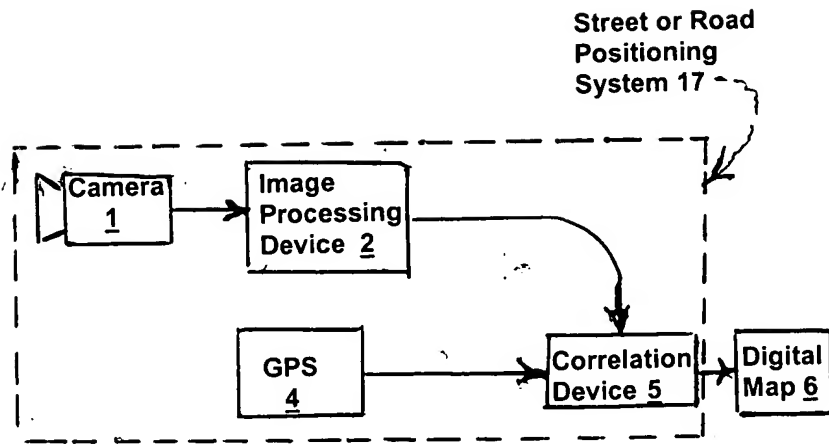 Street or Road
Positioning
System 17
Camera
1
Image
Processing
Device 2
GPS
4
Correlation
Device 5
Digital
Map 6